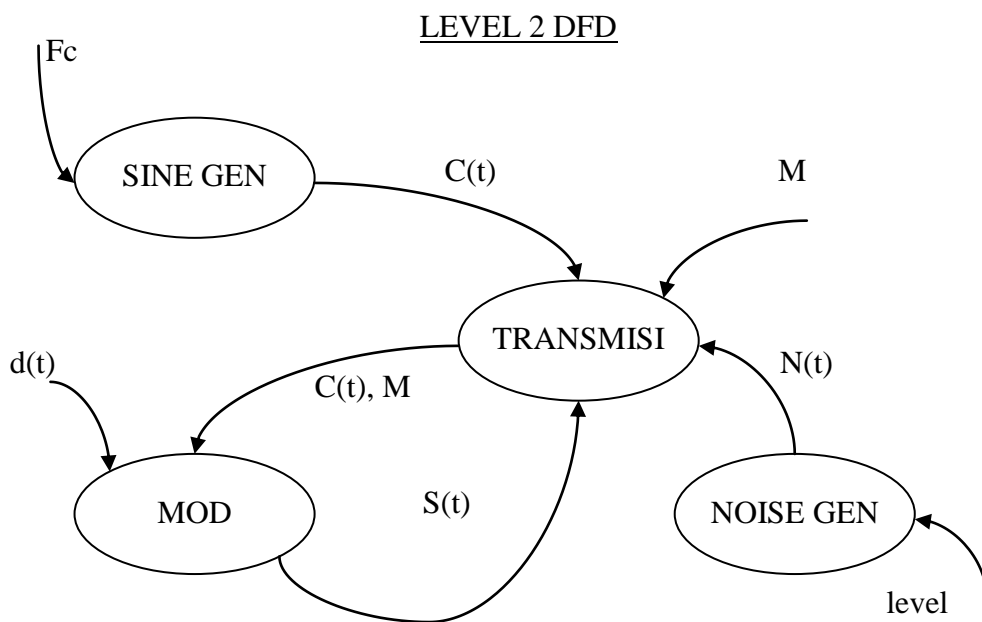 LEVEL 2 DFD
Fc
SINE GEN
C(t)
M
TRANSMISI
d(t)
C(t), M
N(t)
MOD
S(t)
NOISE GEN
level